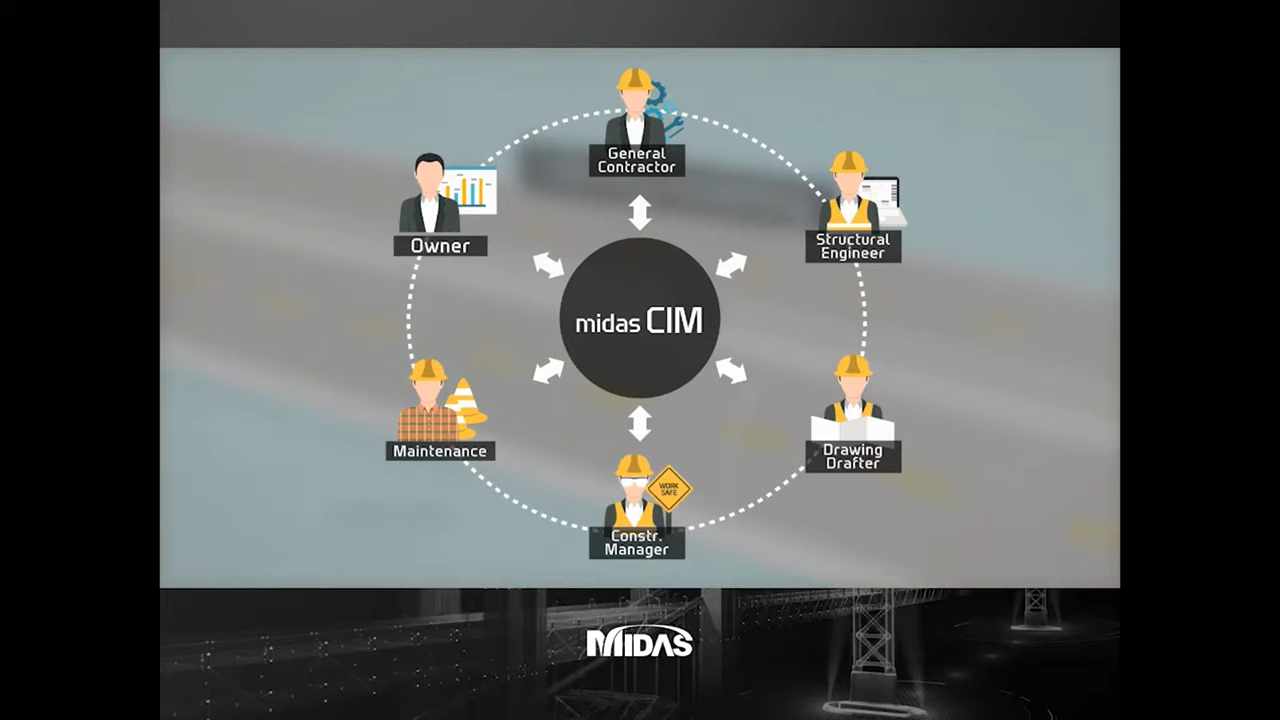 General
Contractor
Owner
Structural
Engineer
midas CIM
Maintenance
Drawing
Drafter
WORK
SAFE
Constr.
Manager
MIDAS